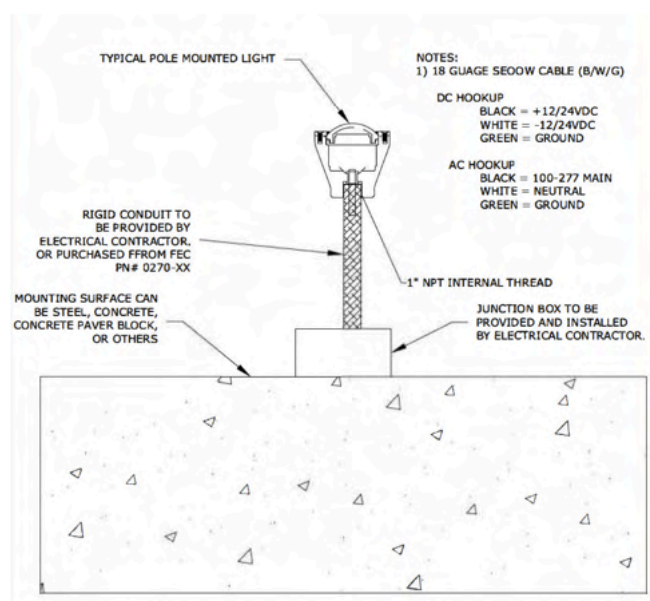 TYPICAL POLE MOUNTED LIGHT
NOTES:
1) 18 GUAGE SEOOW CABLE (B/W/G)
DC HOOKUP
BLACK = +12/24VDC
WHITE = -12/24VDC
GREEN = GROUND
AC HOOKUP
BLACK = 100-277 MAIN
WHITE = NEUTRAL
GREEN = GROUND
RIGID CONDUIT TO
BE PROVIDED BY
ELECTRICAL CONTRACTOR.
OR PURCHASED FFROM FEC
PN# 0270-XX
1" NPT INTERNAL THREAD
MOUNTING SURFACE CAN
BE STEEL, CONCRETE,
CONCRETE PAVER BLOCK,
OR OTHERS
JUNCTION BOX TO BE
PROVIDED AND INSTALLED
BY ELECTRICAL CONTRACTOR.